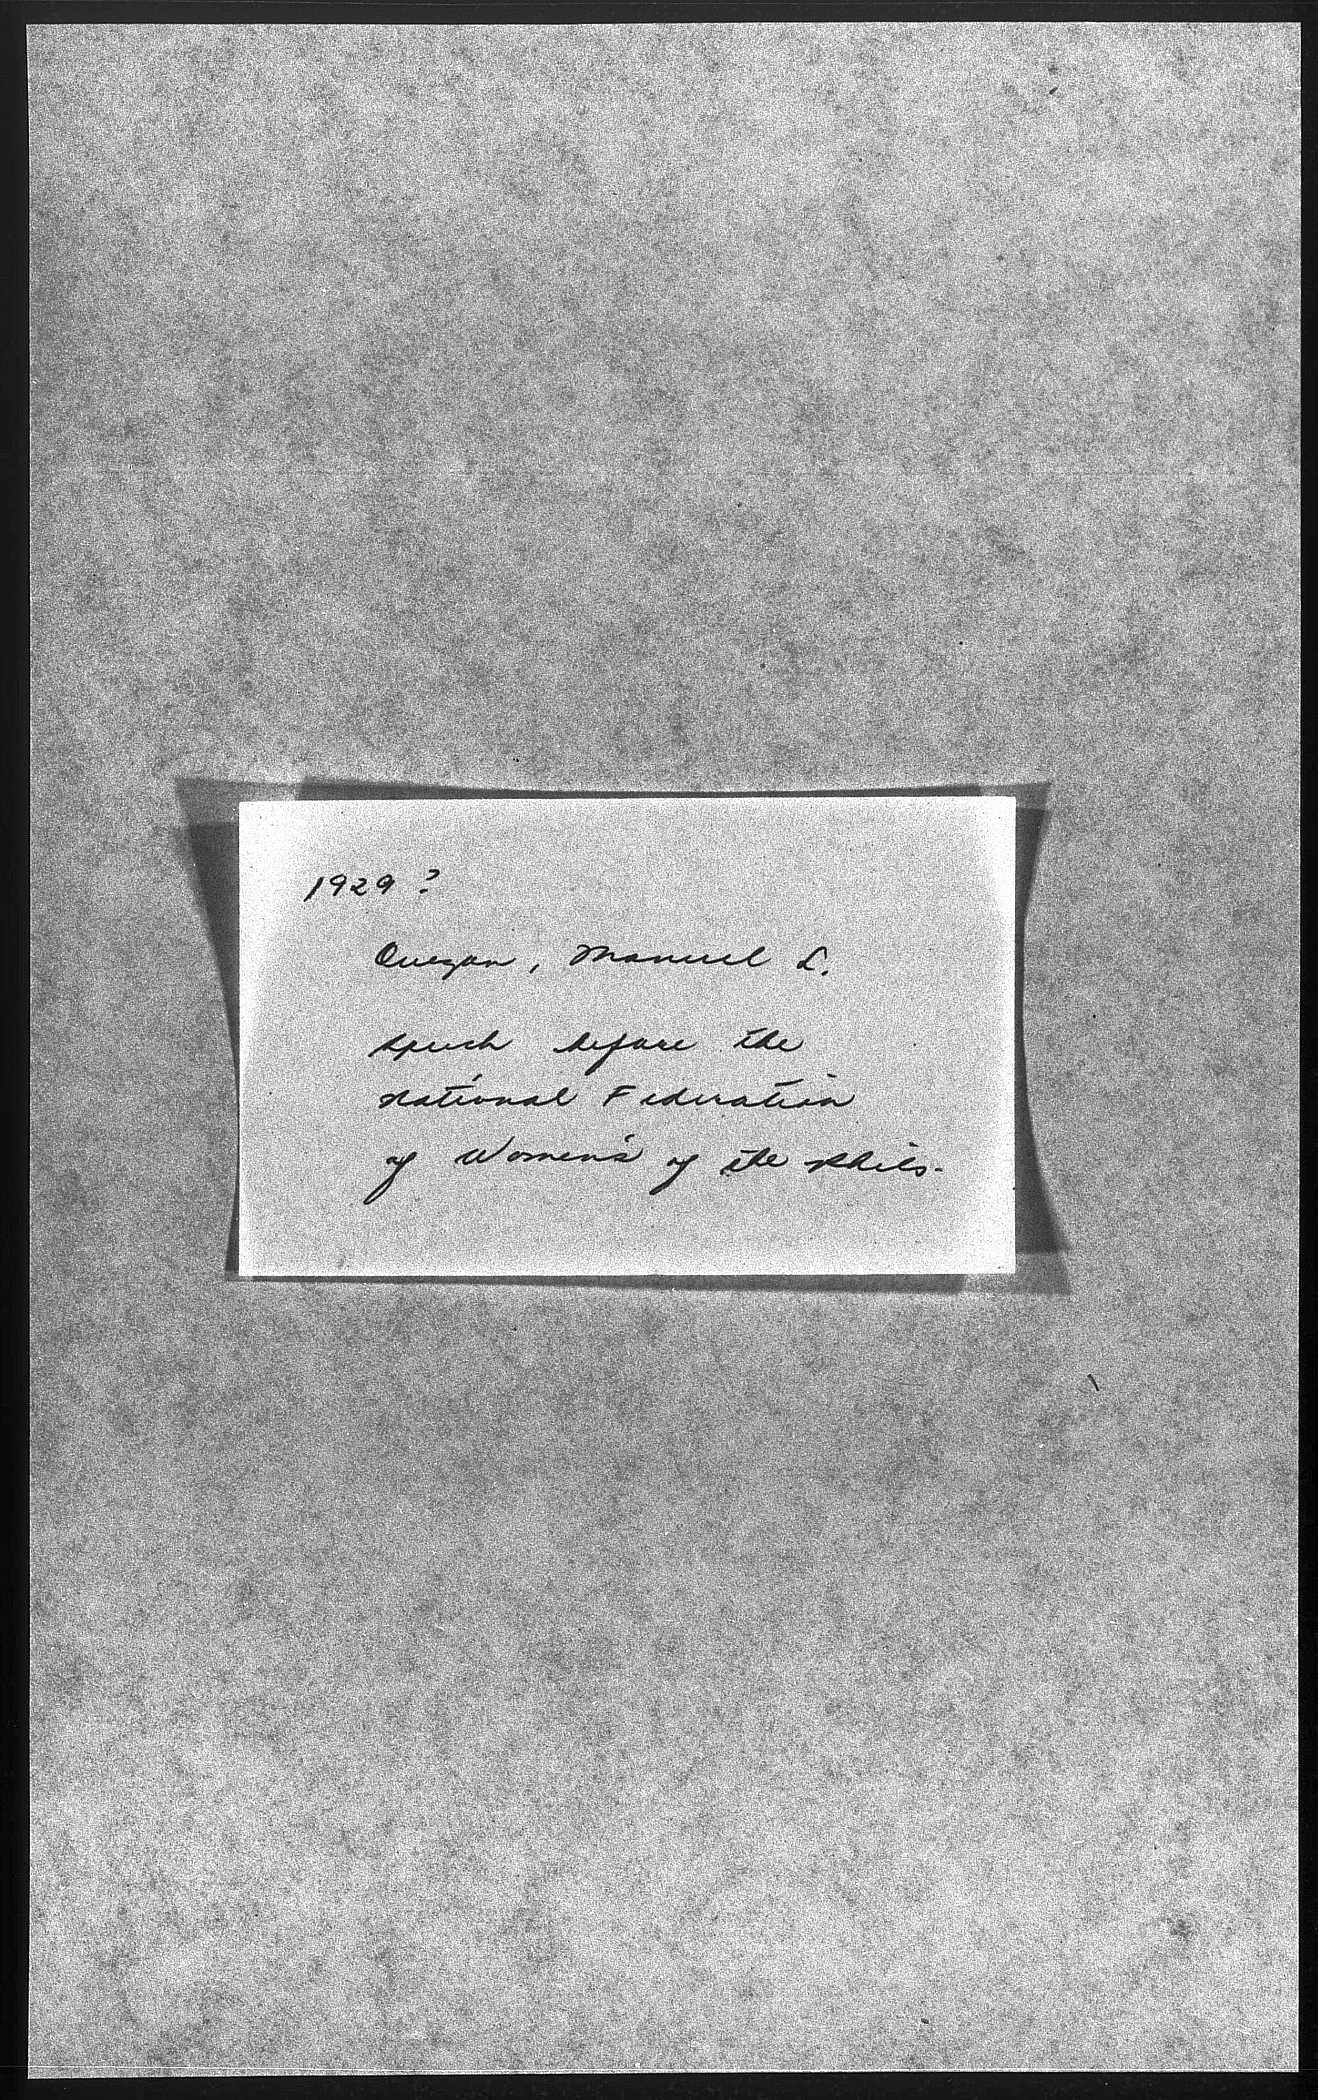 1929 ?
Quezon, Manuel L.
speech before the
National Federation
of Women's of the Phils.